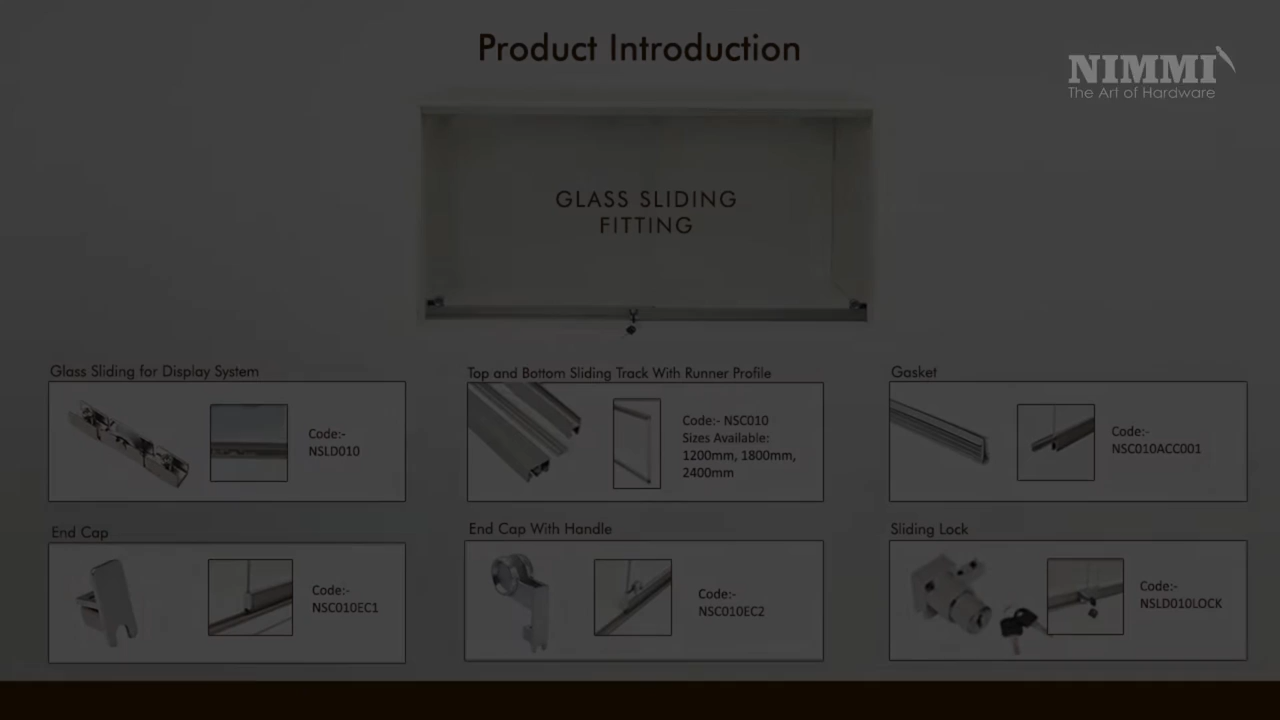 Product Introduction
NIMMI
The Art of Hardware
GLASS SLIDING
FITTING
Glass Sliding for Display System
Code:-
NSLD010
Top and Bottom Sliding Track With Runner Profile
Code:- NSC010
Sizes Available:
1200mm, 1800mm,
2400mm
Gasket
Code:-
NSC010ACC001
End Cap
Code:-
NSC010EC1
End Cap With Handle
Code:-
NSC010EC2
Sliding Lock
Code:-
NSLD010LOCK